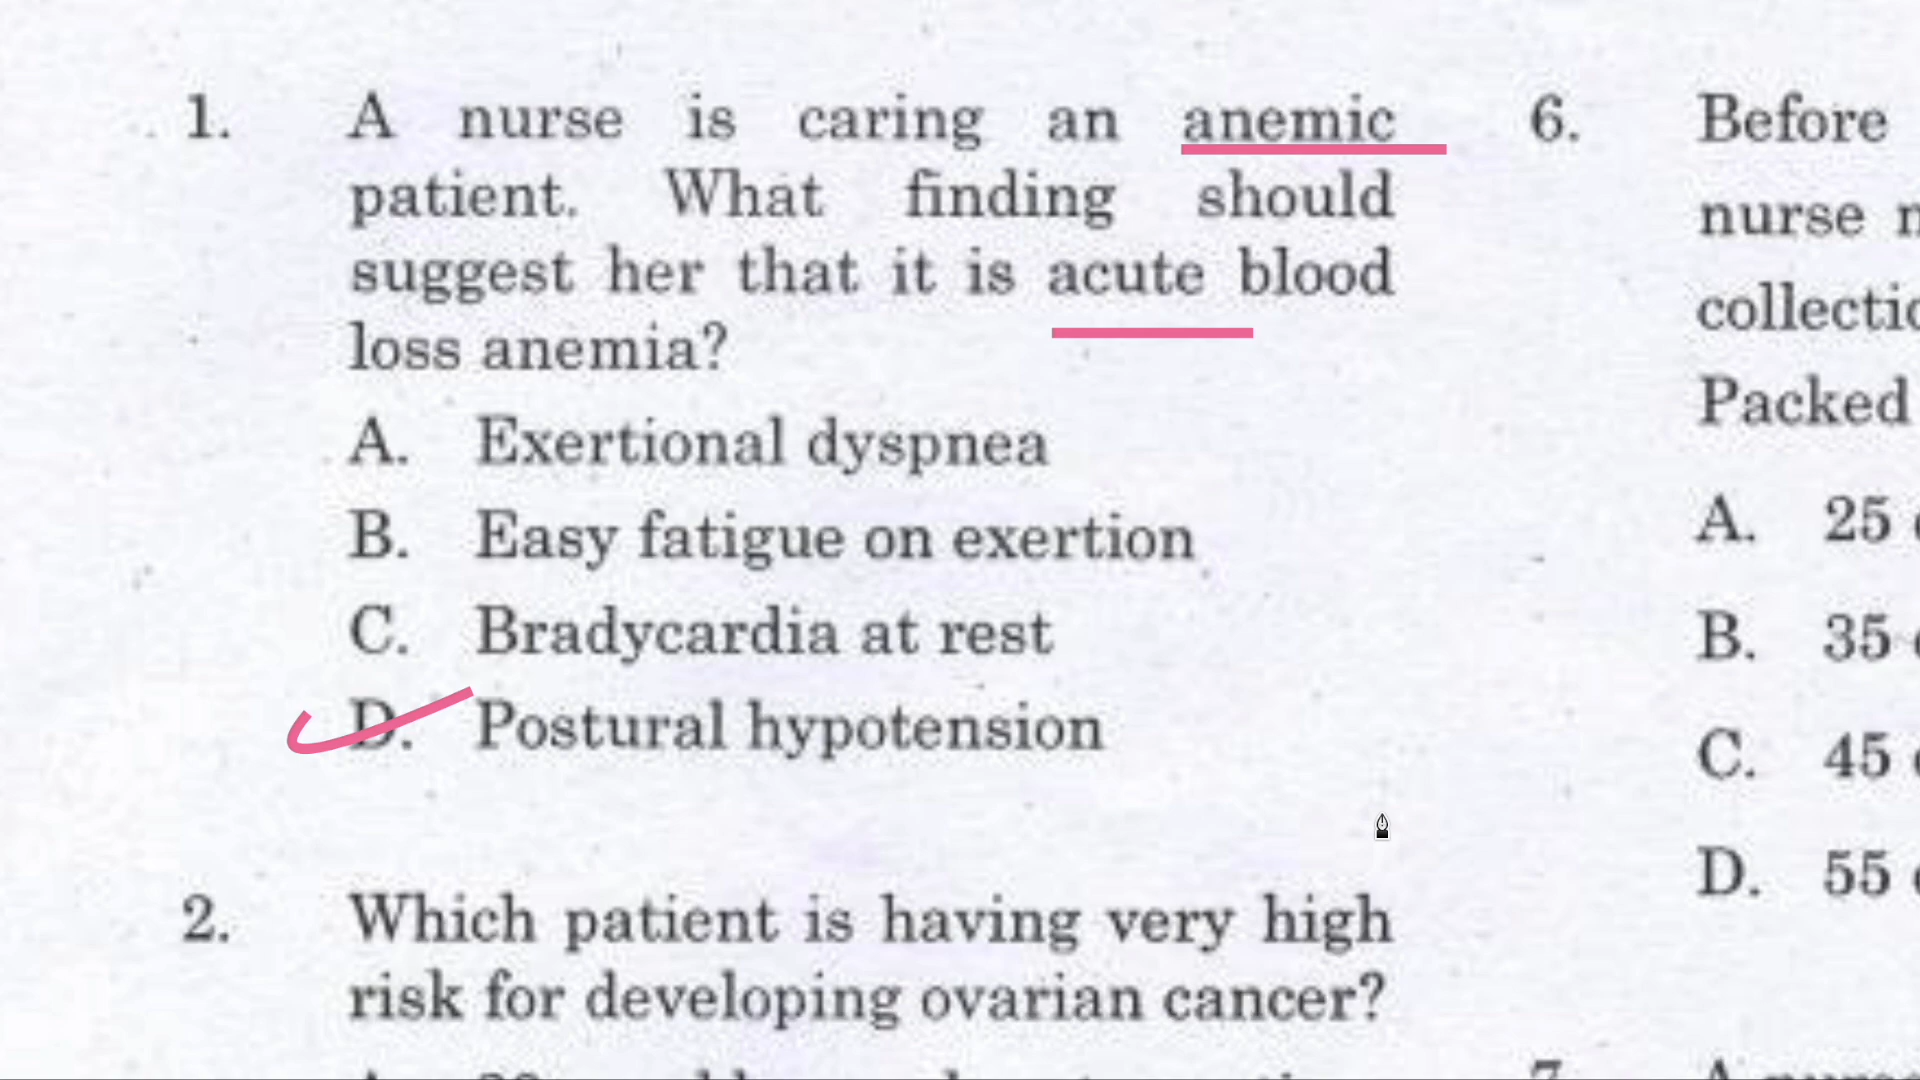 1. A nurse is caring an anemic
patient. What finding should
suggest her that it is acute blood
loss anemia?
A. Exertional dyspnea
B. Easy fatigue on exertion
C. Bradycardia at rest
D. Postural hypotension
2. Which patient is having very high
risk for developing ovarian cancer?
6. Before
nurse
collectio
Packed
A. 25
B. 35
C. 45
D. 55
7.